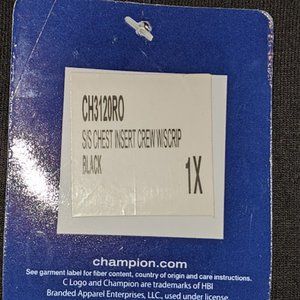 CH3120RO
S/S CHEST INSERT CREW W/SCRIP
BLACK
1X
champion.com
See garment label for fiber content, country of origin and care instructions.
C Logo and Champion are trademarks of HBI
Branded Apparel Enterprises, LLC., used under license.